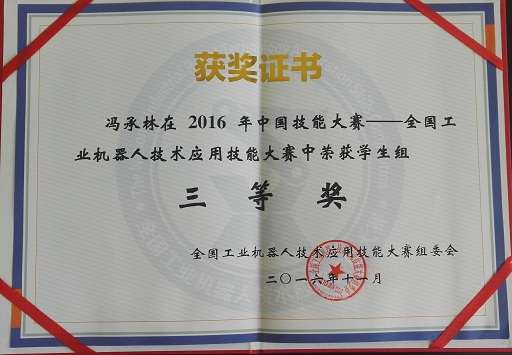 获奖证书
冯承林在 2016 年中国技能大赛——全国工
业机器人技术应用技能大赛中荣获学生组
三等奖
全国工业机器人技术应用技能大赛组委会
二〇一六年十一月